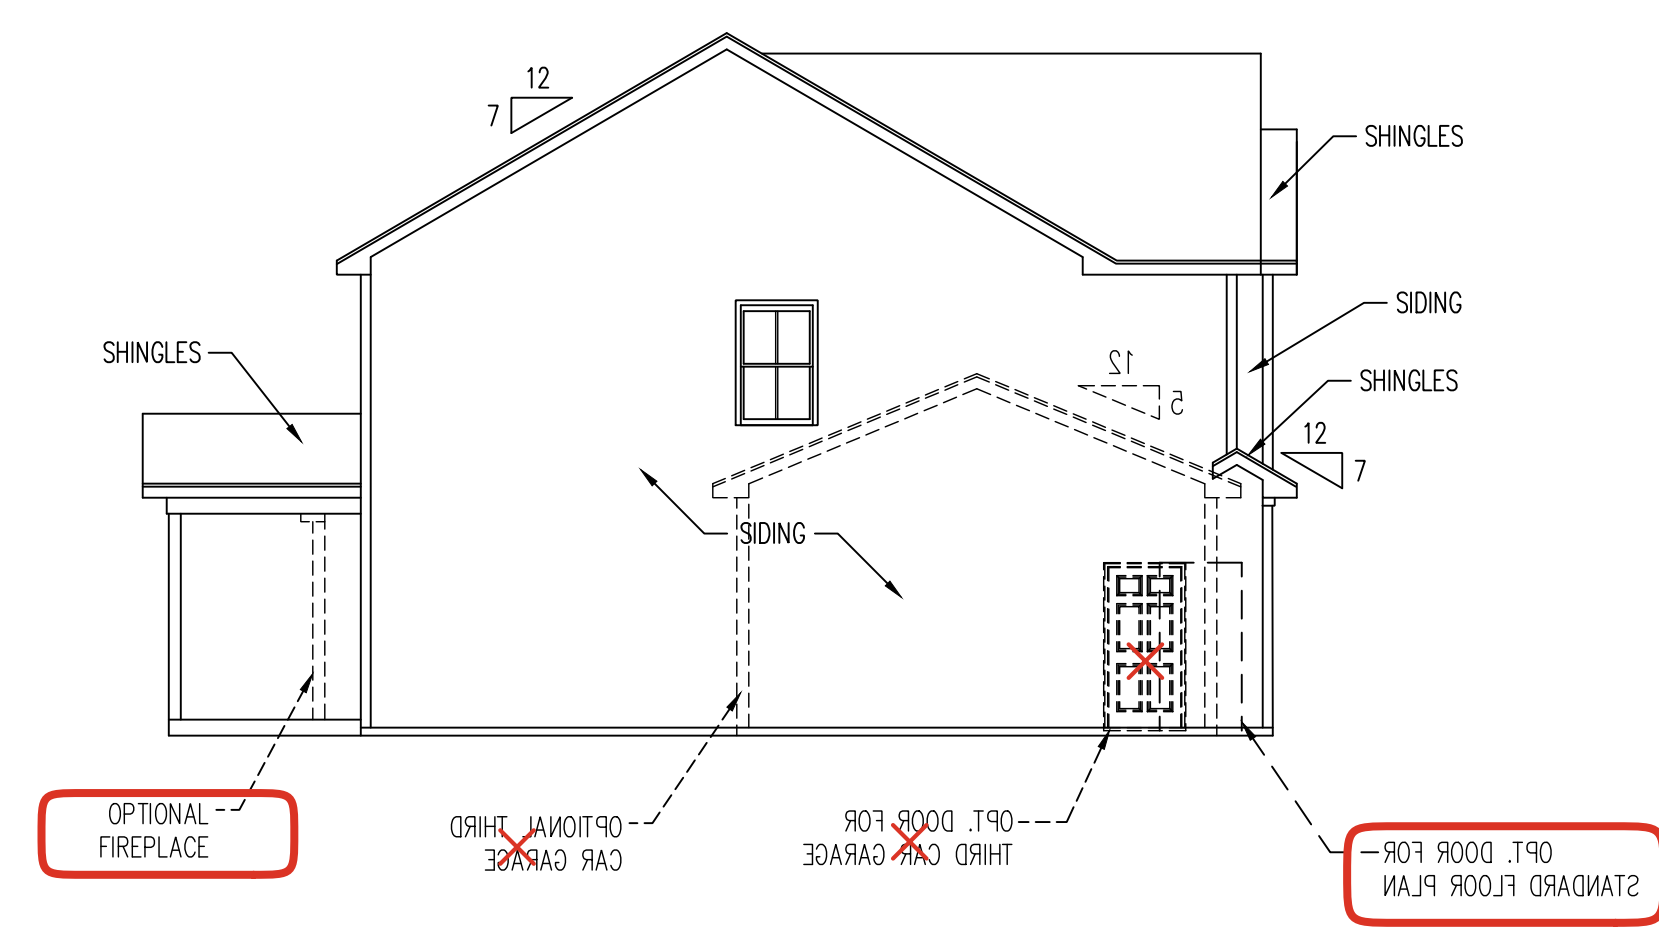 12
7
SHINGLES
SIDING
SHINGLES
12
5
SHINGLES
12
7
SIDING
OPTIONAL
FIREPLACE
OPTIONAL THIRD
CAR GARAGE
OPT. DOOR FOR
THIRD CAR GARAGE
OPT. DOOR FOR
STANDARD FLOOR PLAN